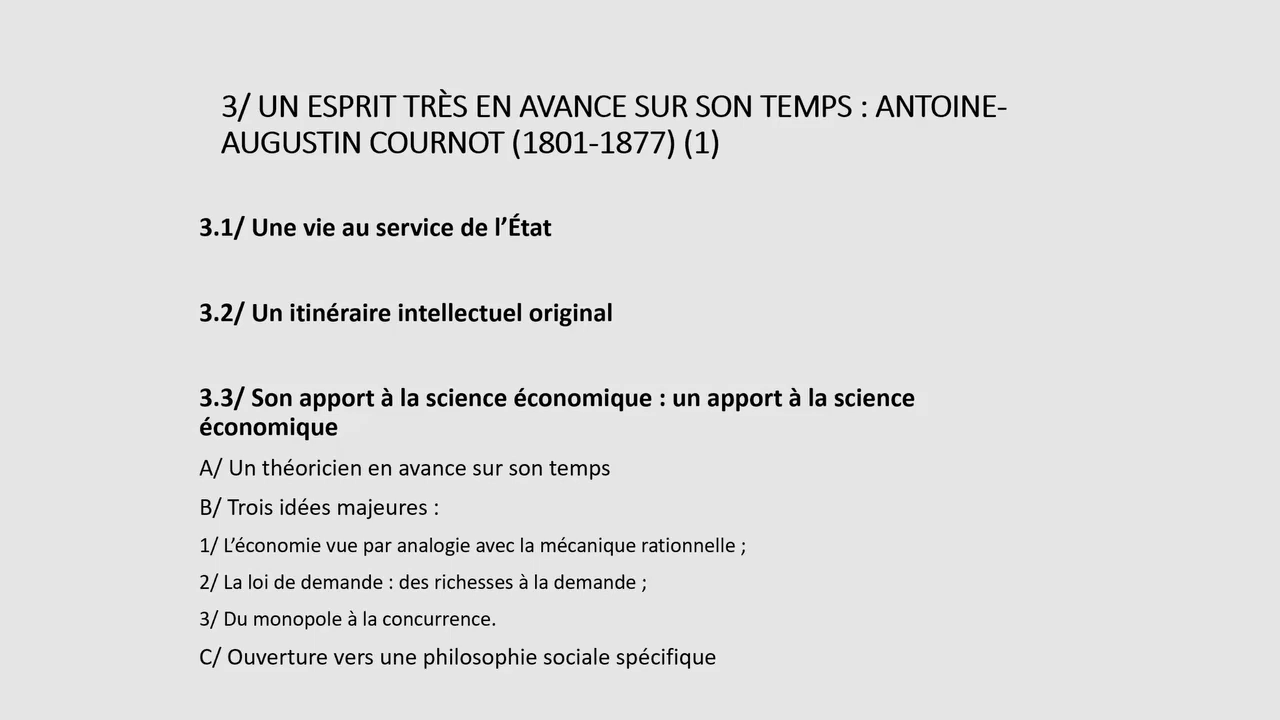 3/ UN ESPRIT TRÈS EN AVANCE SUR SON TEMPS : ANTOINE-
AUGUSTIN COURNOT (1801-1877) (1)
3.1/ Une vie au service de l’État
3.2/ Un itinéraire intellectuel original
3.3/ Son apport à la science économique : un apport à la science
économique
A/ Un théoricien en avance sur son temps
B/ Trois idées majeures :
1/ L’économie vue par analogie avec la mécanique rationnelle ;
2/ La loi de demande : des richesses à la demande ;
3/ Du monopole à la concurrence.
C/ Ouverture vers une philosophie sociale spécifique